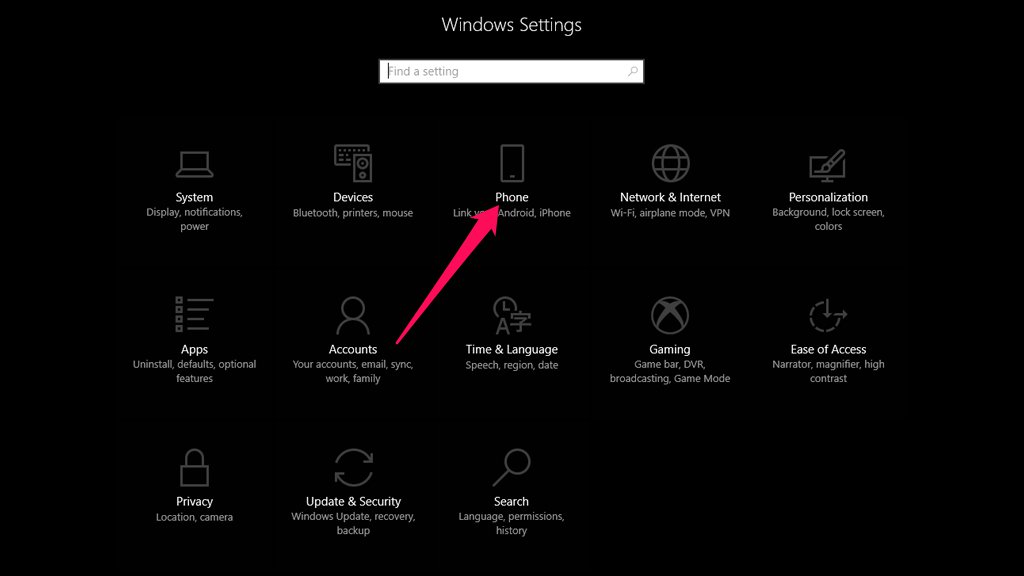 Windows Settings
Find a setting
System
Display, notifications,
power
Devices
Bluetooth, printers, mouse
Phone
Link your Android, iPhone
Network & Internet
Wi-Fi, airplane mode, VPN
Personalization
Background, lock screen,
colors
Apps
Uninstall, defaults, optional
features
Accounts
Your accounts, email, sync,
work, family
Time & Language
Speech, region, date
Gaming
Game bar, DVR,
broadcasting, Game Mode
Ease of Access
Narrator, magnifier, high
contrast
Privacy
Location, camera
Update & Security
Windows Update, recovery,
backup
Search
Language, permissions,
history